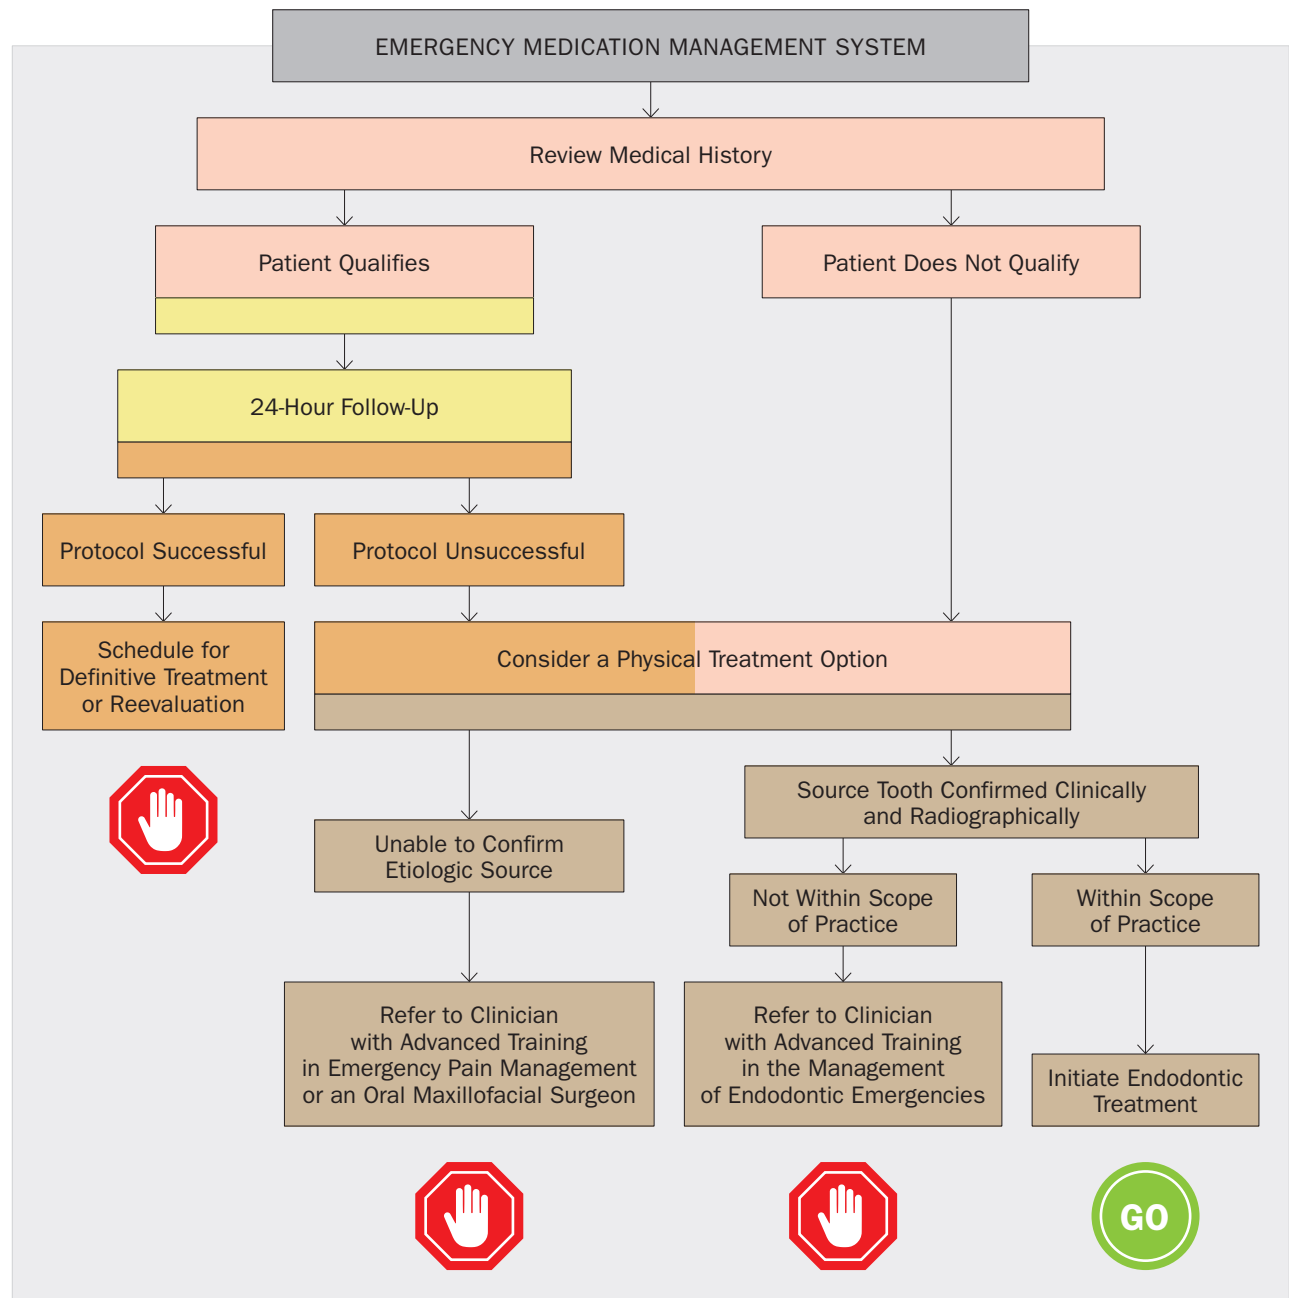 EMERGENCY MEDICATION MANAGEMENT SYSTEM
Review Medical History
Patient Qualifies
Patient Does Not Qualify
24-Hour Follow-Up
Protocol Successful
Protocol Unsuccessful
Schedule for
Definitive Treatment
or Reevaluation
Consider a Physical Treatment Option
Source Tooth Confirmed Clinically
and Radiographically
Unable to Confirm
Etiologic Source
Not Within Scope
of Practice
Within Scope
of Practice
Refer to Clinician
with Advanced Training
in Emergency Pain Management
or an Oral Maxillofacial Surgeon
Refer to Clinician
with Advanced Training
in the Management
of Endodontic Emergencies
Initiate Endodontic
Treatment
GO